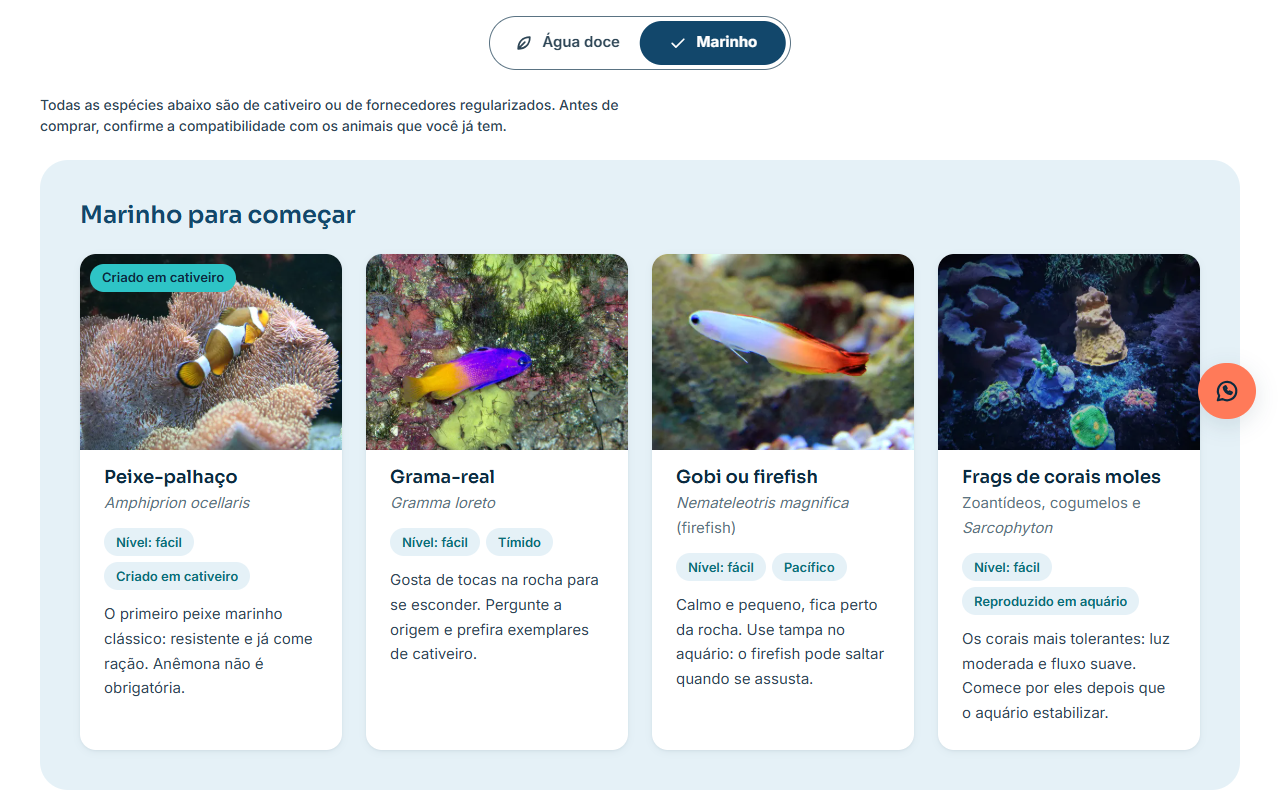 Água doce
Marinho
Todas as espécies abaixo são de cativeiro ou de fornecedores regularizados. Antes de
comprar, confirme a compatibilidade com os animais que você já tem.
Marinho para começar
Criado em cativeiro
Peixe-palhaço
Amphiprion ocellaris
Nível: fácil
Criado em cativeiro
O primeiro peixe marinho
clássico: resistente e já come
ração. Anêmona não é
obrigatória.
Grama-real
Gramma loreto
Nível: fácil
Tímido
Gosta de tocas na rocha para
se esconder. Pergunte a
origem e prefira exemplares
de cativeiro.
Gobi ou firefish
Nemateleotris magnifica
(firefish)
Nível: fácil
Pacífico
Calmo e pequeno, fica perto
da rocha. Use tampa no
aquário: o firefish pode saltar
quando se assusta.
Frags de corais moles
Zoantídeos, cogumelos e
Sarcophyton
Nível: fácil
Reproduzido em aquário
Os corais mais tolerantes: luz
moderada e fluxo suave.
Comece por eles depois que
o aquário estabilizar.